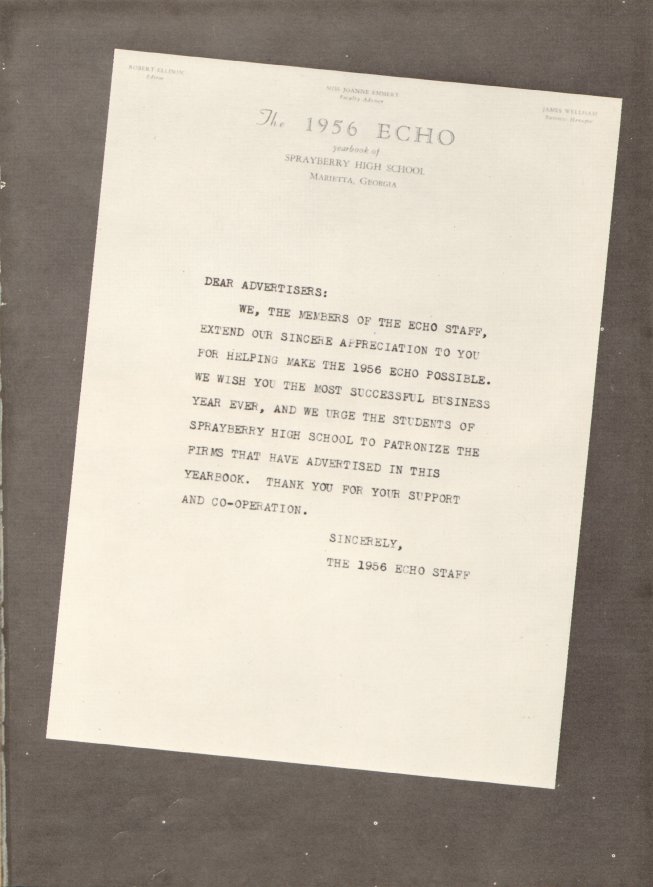 ROBERT ELLISON
Editor
MISS JOANNE EMMERT
Faculty Advisor
JAMES
Business Manager
The 1956 ECHO
yearbook of
SPRAYBERRY HIGH SCHOOL
MARIETTA, GEORGIA
DEAR ADVERTISERS:
WE, THE MEMBERS OF THE ECHO STAFF,
EXTEND OUR SINCERE APPRECIATION TO YOU
FOR HELPING MAKE THE 1956 ECHO POSSIBLE.
WE WISH YOU THE MOST SUCCESSFUL BUSINESS
YEAR EVER, AND WE URGE THE STUDENTS OF
SPRAYBERRY HIGH SCHOOL TO PATRONIZE THE
FIRMS THAT HAVE ADVERTISED IN THIS
YEARBOOK. THANK YOU FOR YOUR SUPPORT
AND CO-OPERATION.
SINCERELY,
THE 1956 ECHO STAFF